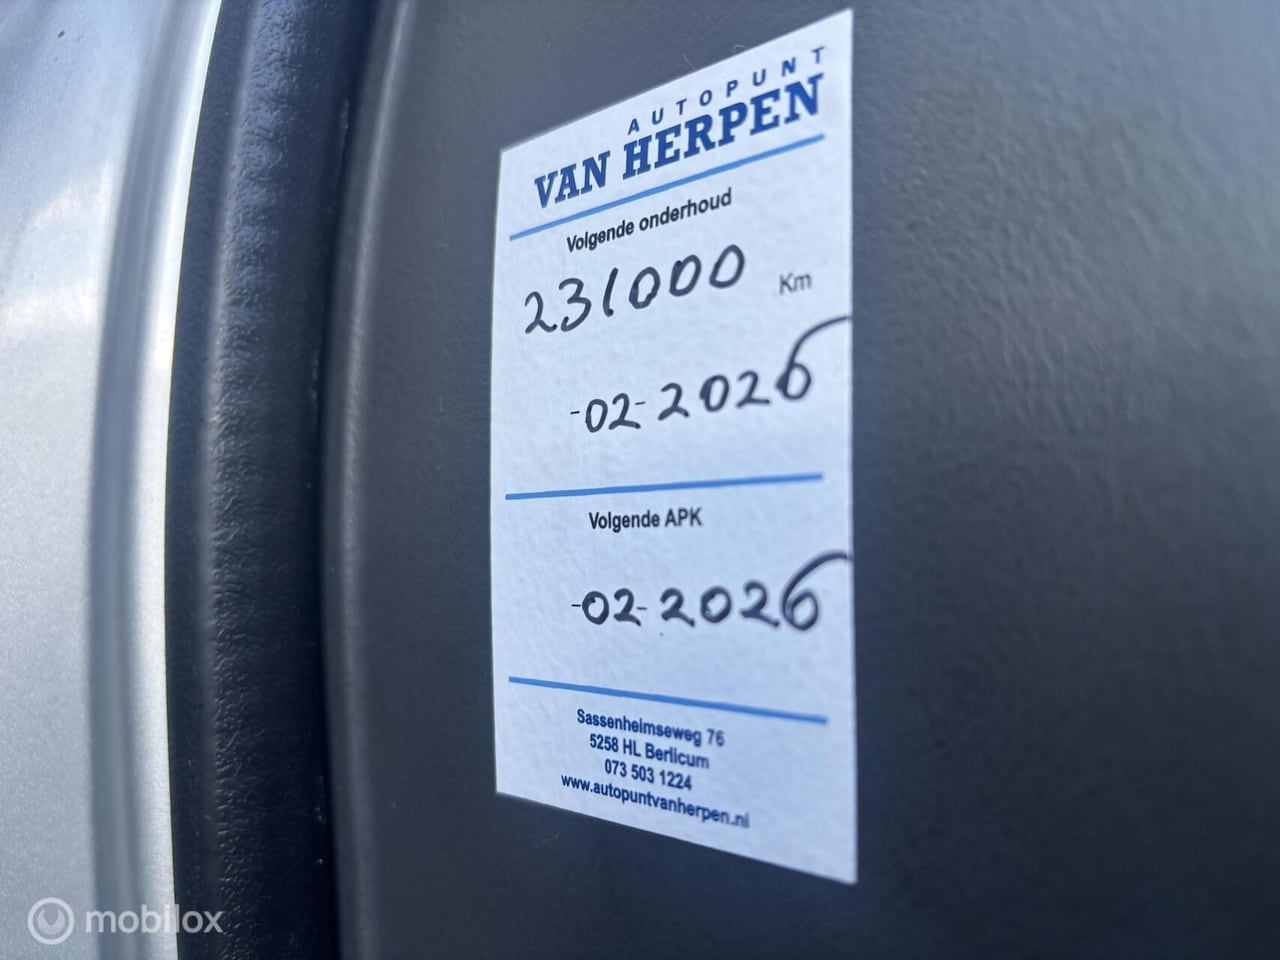 AUTOPUNT
VAN HERPEN
Volgende onderhoud
231000 Km
-02-2026
Volgende APK
-02-2026
Sassenheimseweg 76
5258 HL Berlicum
073 503 1224
www.autopuntvanherpen.nl
mobilox